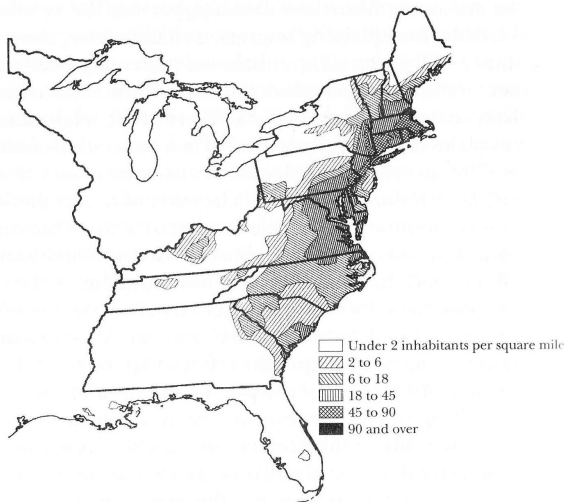 Under 2 inhabitants per square mile
2 to 6
6 to 18
18 to 45
45 to 90
90 and over